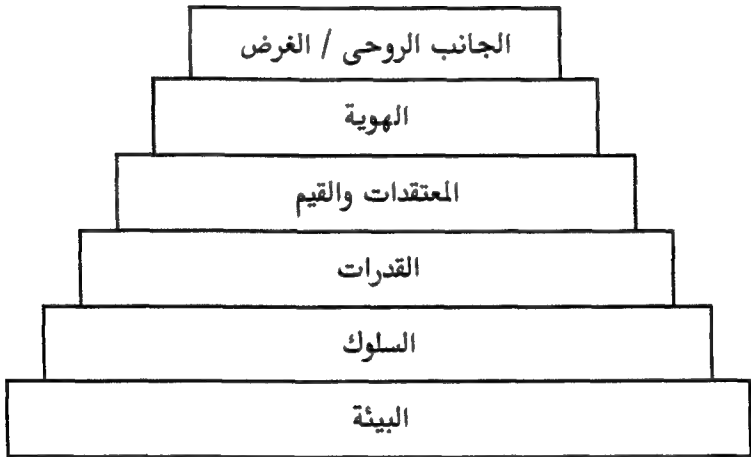 الجانب الروحى / الغرض
الهوية
المعتقدات والقيم
القدرات
السلوك
البيئة